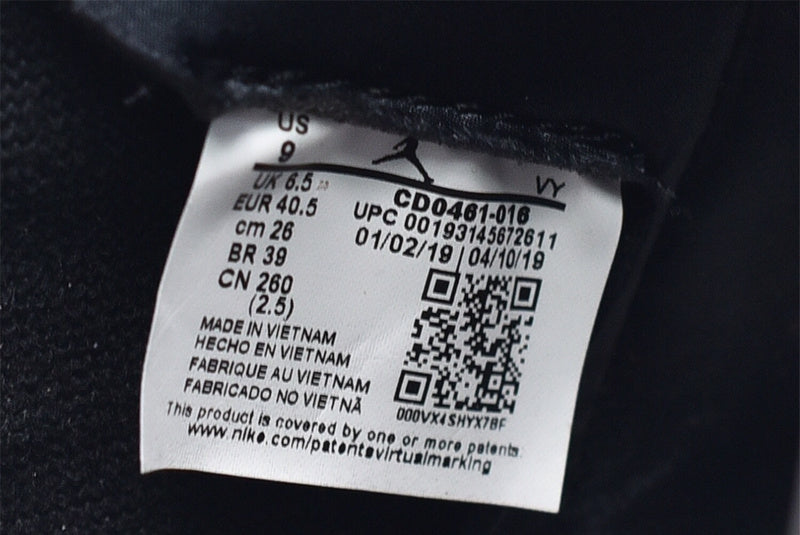 US
9
VY
UK 6.5
EUR 40.5
cm 26
BR 39
CN 260
(2.5)
CD0461-016
UPC 00193145672611
01/02/19 | 04/10/19
000VX4SHYX7BF
MADE IN VIETNAM
HECHO EN VIETNAM
FABRIQUE AU VIETNAM
FABRICADO NO VIETNÃ
This product is covered by one or more patents.
www.nike.com/patentsvirtualmarking